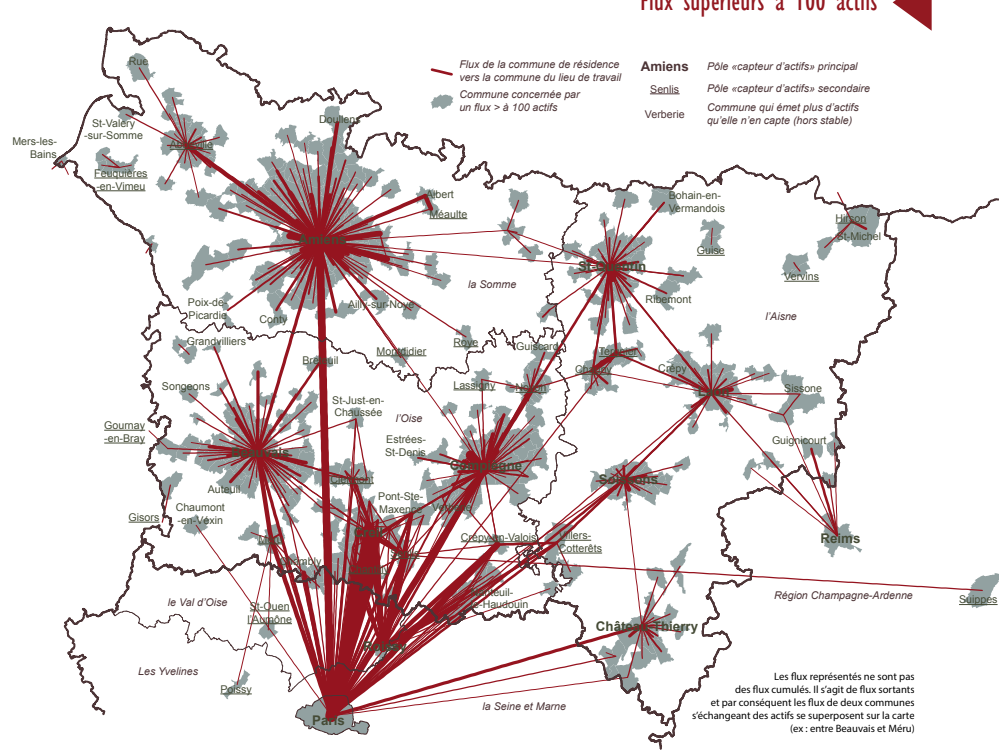 Flux supérieurs à 100 actifs
Flux de la commune de résidence
vers la commune du lieu de travail
Commune concernée par
un flux > à 100 actifs
Amiens
Pôle «capteur d'actifs» principal
Senlis
Pôle «capteur d'actifs» secondaire
Verberie
Commune qui émet plus d'actifs
qu'elle n'en capte (hors stable)
Rue
St-Valery
-sur-Somme
Mers-les-
Bains
Feuquières
-en-Vimeu
Abbeville
Doullens
Albert
Méaulte
Amiens
la Somme
Poix-de-
Picardie
Conty
Ailly-sur-Noye
Montdidier
Roye
Bohain-en-
Vermandois
Guise
Hirson
St-Michel
Vervins
St-Quentin
Ribemont
l'Aisne
Grandvilliers
Breteuil
Guiscard
Tergnier
Chauny
Crépy
Laon
Sissone
Songeons
St-Just-en-
Chaussée
l'Oise
Lassigny
Noyon
Gournay
-en-Bray
Estrées-
St-Denis
Guignicourt
Beauvais
Compiègne
Clermont
Soissons
Auteuil
Pont-Ste-
Maxence
Verberie
Chaumont
-en-Véxin
Gisors
Creil
Méru
Crépy-en-Valois
Villers-
Cotterêts
Reims
Senlis
Chambly
Chantilly
Nanteuil-
le-Haudouin
le Val d'Oise
St-Ouen
l'Aumône
Région Champagne-Ardenne
Suippes
Château-Thierry
Roissy
Les Yvelines
Poissy
Paris
la Seine et Marne
Les flux représentés ne sont pas
des flux cumulés. Il s'agit de flux sortants
et par conséquent les flux de deux communes
s'échangeant des actifs se superposent sur la carte
(ex : entre Beauvais et Méru)